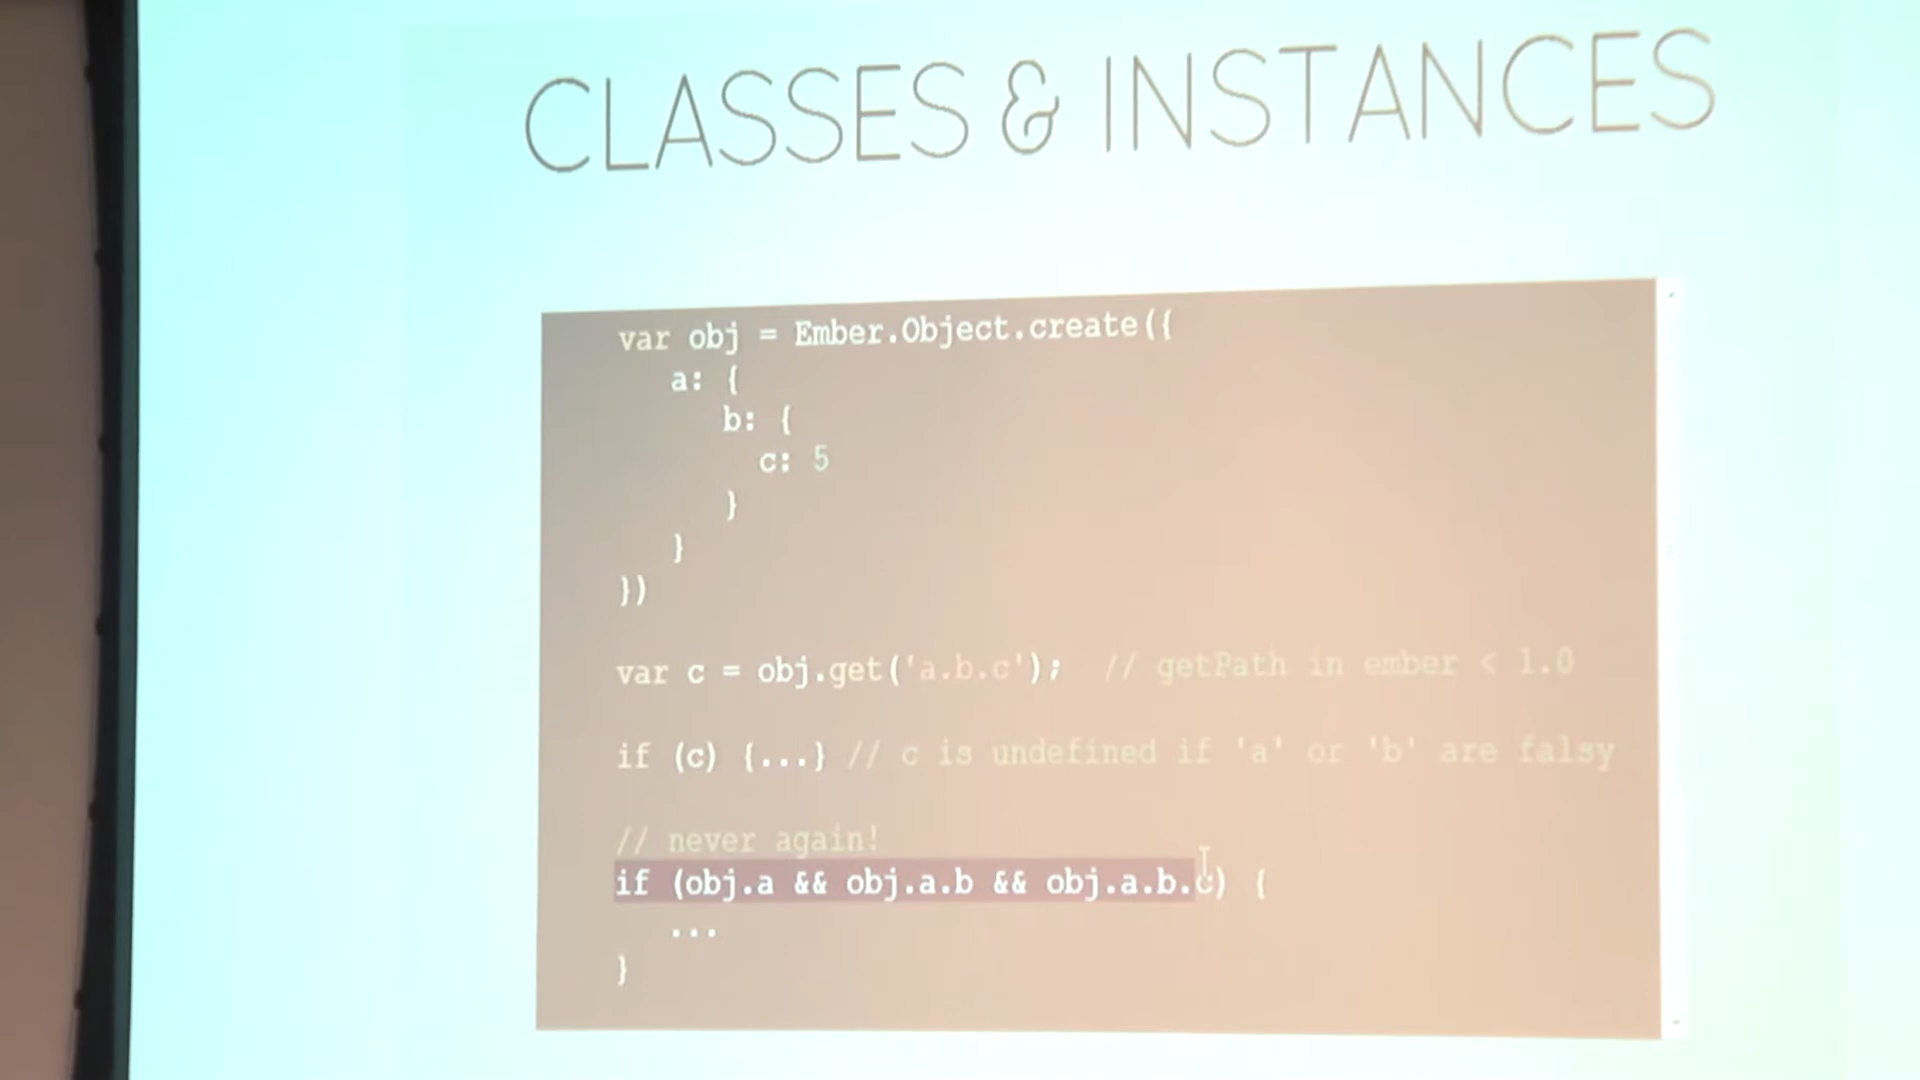 CLASSES & INSTANCES
var obj = Ember.Object.create({
a: {
b: {
c: 5
}
}
})
var c = obj.get('a.b.c'); // getPath in ember < 1.0
if (c) {...} // c is undefined if 'a' or 'b' are falsy
// never again!
if (obj.a && obj.a.b && obj.a.b.c) {
...
}